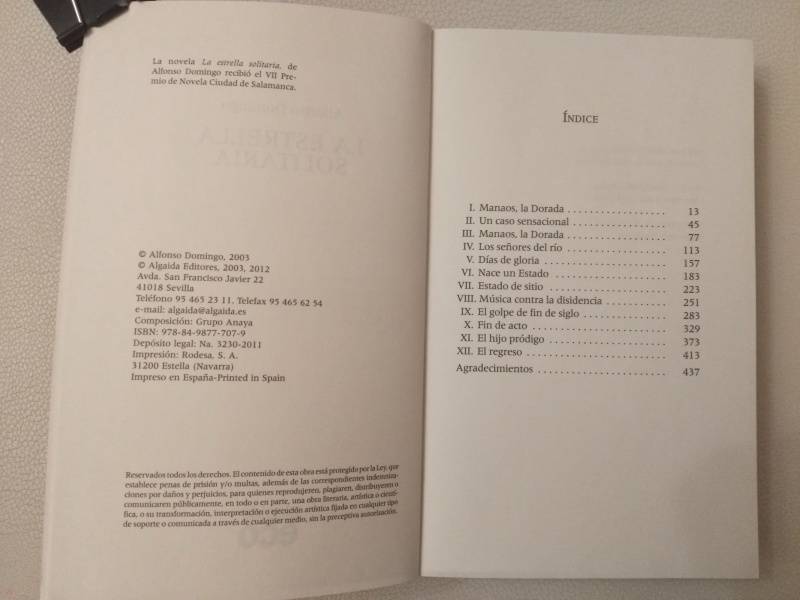 La novela La estrella solitaria, de
Alfonso Domingo recibió el VII Pre-
mio de Novela Ciudad de Salamanca.
LA ESTRELLA
SOLITARIA
© Alfonso Domingo, 2003
© Algaida Editores, 2003, 2012
Avda. San Francisco Javier 22
41018 Sevilla
Teléfono 95 465 23 11. Telefax 95 465 62 54
e-mail: algaida@algaida.es
Composición: Grupo Anaya
ISBN: 978-84-9877-707-9
Depósito legal: Na. 3230-2011
Impresión: Rodesa, S. A.
31200 Estella (Navarra)
Impreso en España-Printed in Spain
Reservados todos los derechos. El contenido de esta obra está protegido por la Ley, que
establece penas de prisión y/o multas, además de las correspondientes indemniza-
ciones por daños y perjuicios, para quienes reprodujeren, plagiaren, distribuyeren o
comunicaren públicamente, en todo o en parte, una obra literaria, artística o cientí-
fica, o su transformación, interpretación o ejecución artística fijada en cualquier tipo
de soporte o comunicada a través de cualquier medio, sin la preceptiva autorización.
ÍNDICE
I. Manaos, la Dorada . . . . . . . . . . . . . . . . . 13
II. Un caso sensacional . . . . . . . . . . . . . . . . 45
III. Manaos, la Dorada . . . . . . . . . . . . . . . . . 77
IV. Los señores del río . . . . . . . . . . . . . . . . . 113
V. Días de gloria . . . . . . . . . . . . . . . . . . . . . 157
VI. Nace un Estado . . . . . . . . . . . . . . . . . . . 183
VII. Estado de sitio . . . . . . . . . . . . . . . . . . . . 223
VIII. Música contra la disidencia . . . . . . . . . . . 251
IX. El golpe de fin de siglo . . . . . . . . . . . . . . 283
X. Fin de acto . . . . . . . . . . . . . . . . . . . . . . . 329
XI. El hijo pródigo . . . . . . . . . . . . . . . . . . . . 373
XII. El regreso . . . . . . . . . . . . . . . . . . . . . . . . 413
Agradecimientos . . . . . . . . . . . . . . . . . . . . . . 437